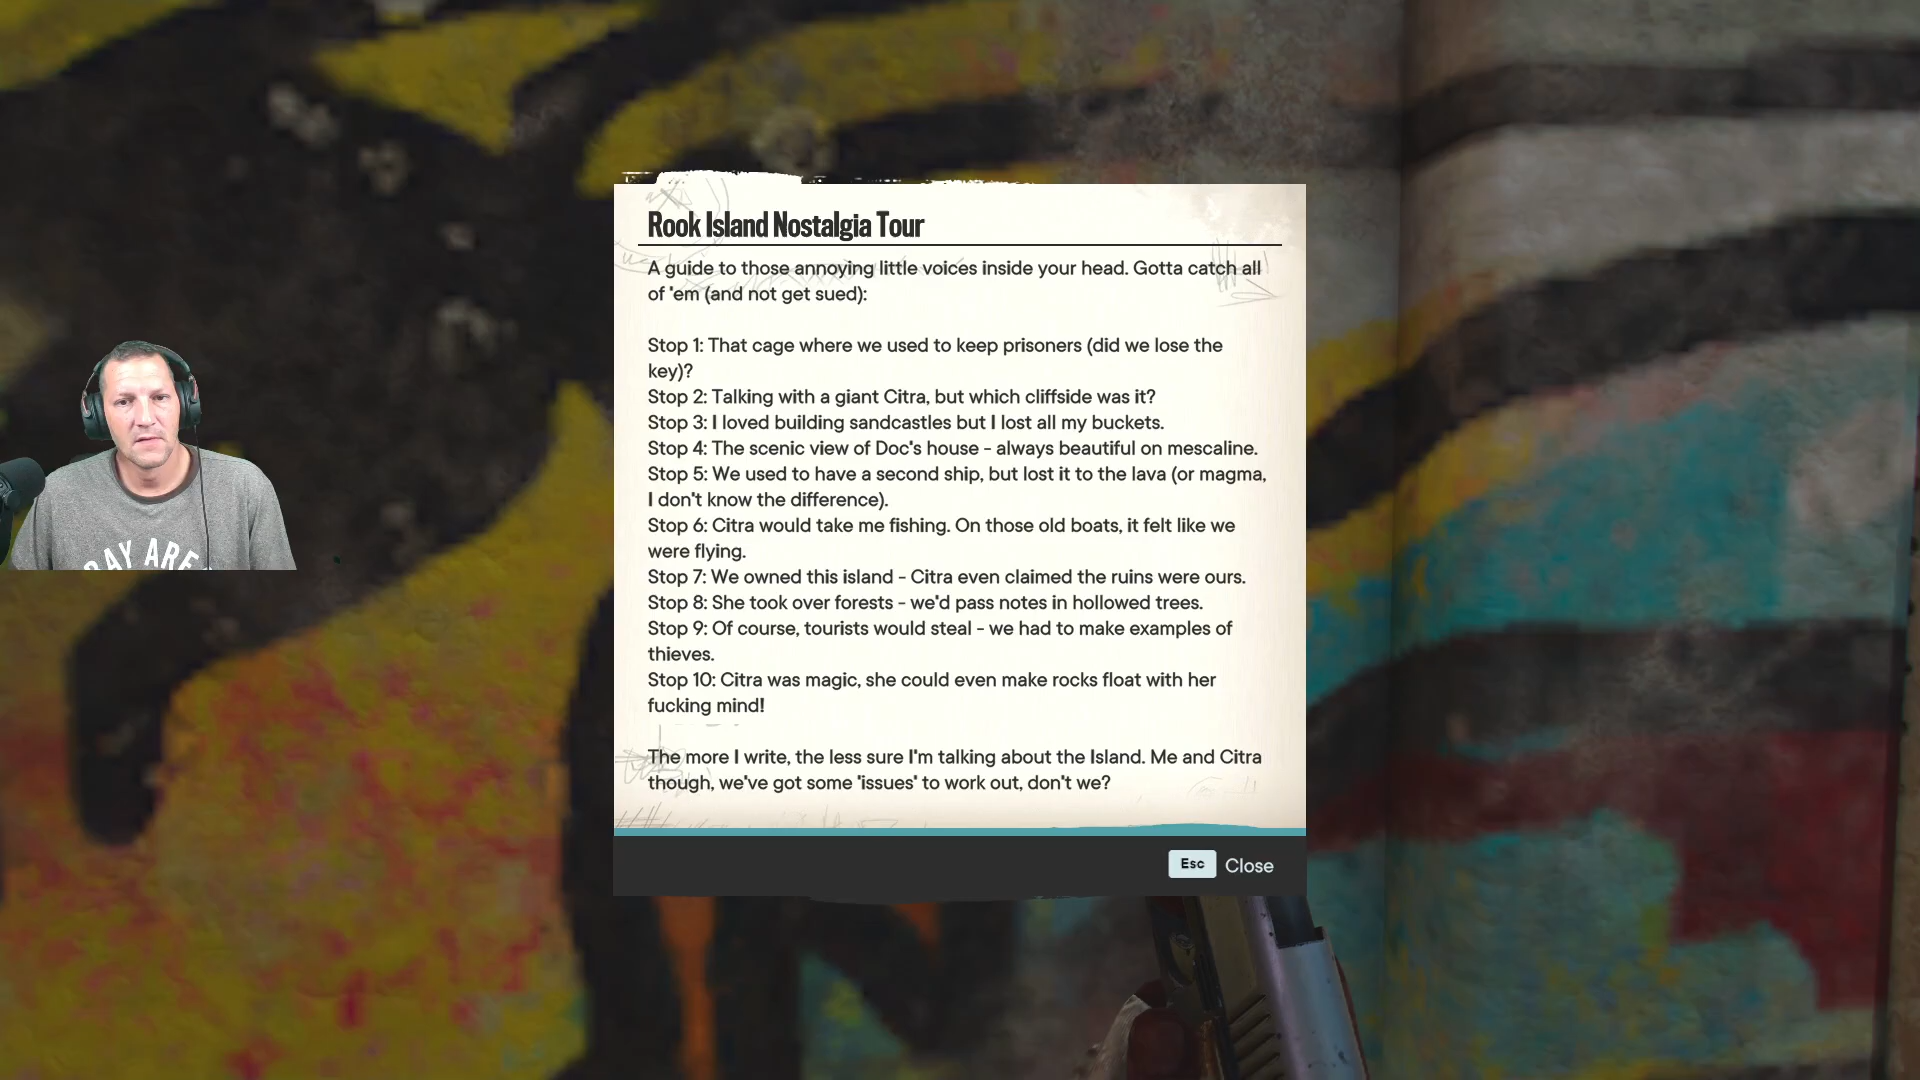 Rook Island Nostalgia Tour
A guide to those annoying little voices inside your head. Gotta catch all
of 'em (and not get sued):
Stop 1: That cage where we used to keep prisoners (did we lose the
key)?
Stop 2: Talking with a giant Citra, but which cliffside was it?
Stop 3: I loved building sandcastles but I lost all my buckets.
Stop 4: The scenic view of Doc's house - always beautiful on mescaline.
Stop 5: We used to have a second ship, but lost it to the lava (or magma,
I don't know the difference).
Stop 6: Citra would take me fishing. On those old boats, it felt like we
were flying.
Stop 7: We owned this island - Citra even claimed the ruins were ours.
Stop 8: She took over forests - we'd pass notes in hollowed trees.
Stop 9: Of course, tourists would steal - we had to make examples of
thieves.
Stop 10: Citra was magic, she could even make rocks float with her
fucking mind!
The more I write, the less sure I'm talking about the Island. Me and Citra
though, we've got some 'issues' to work out, don't we?
Esc Close